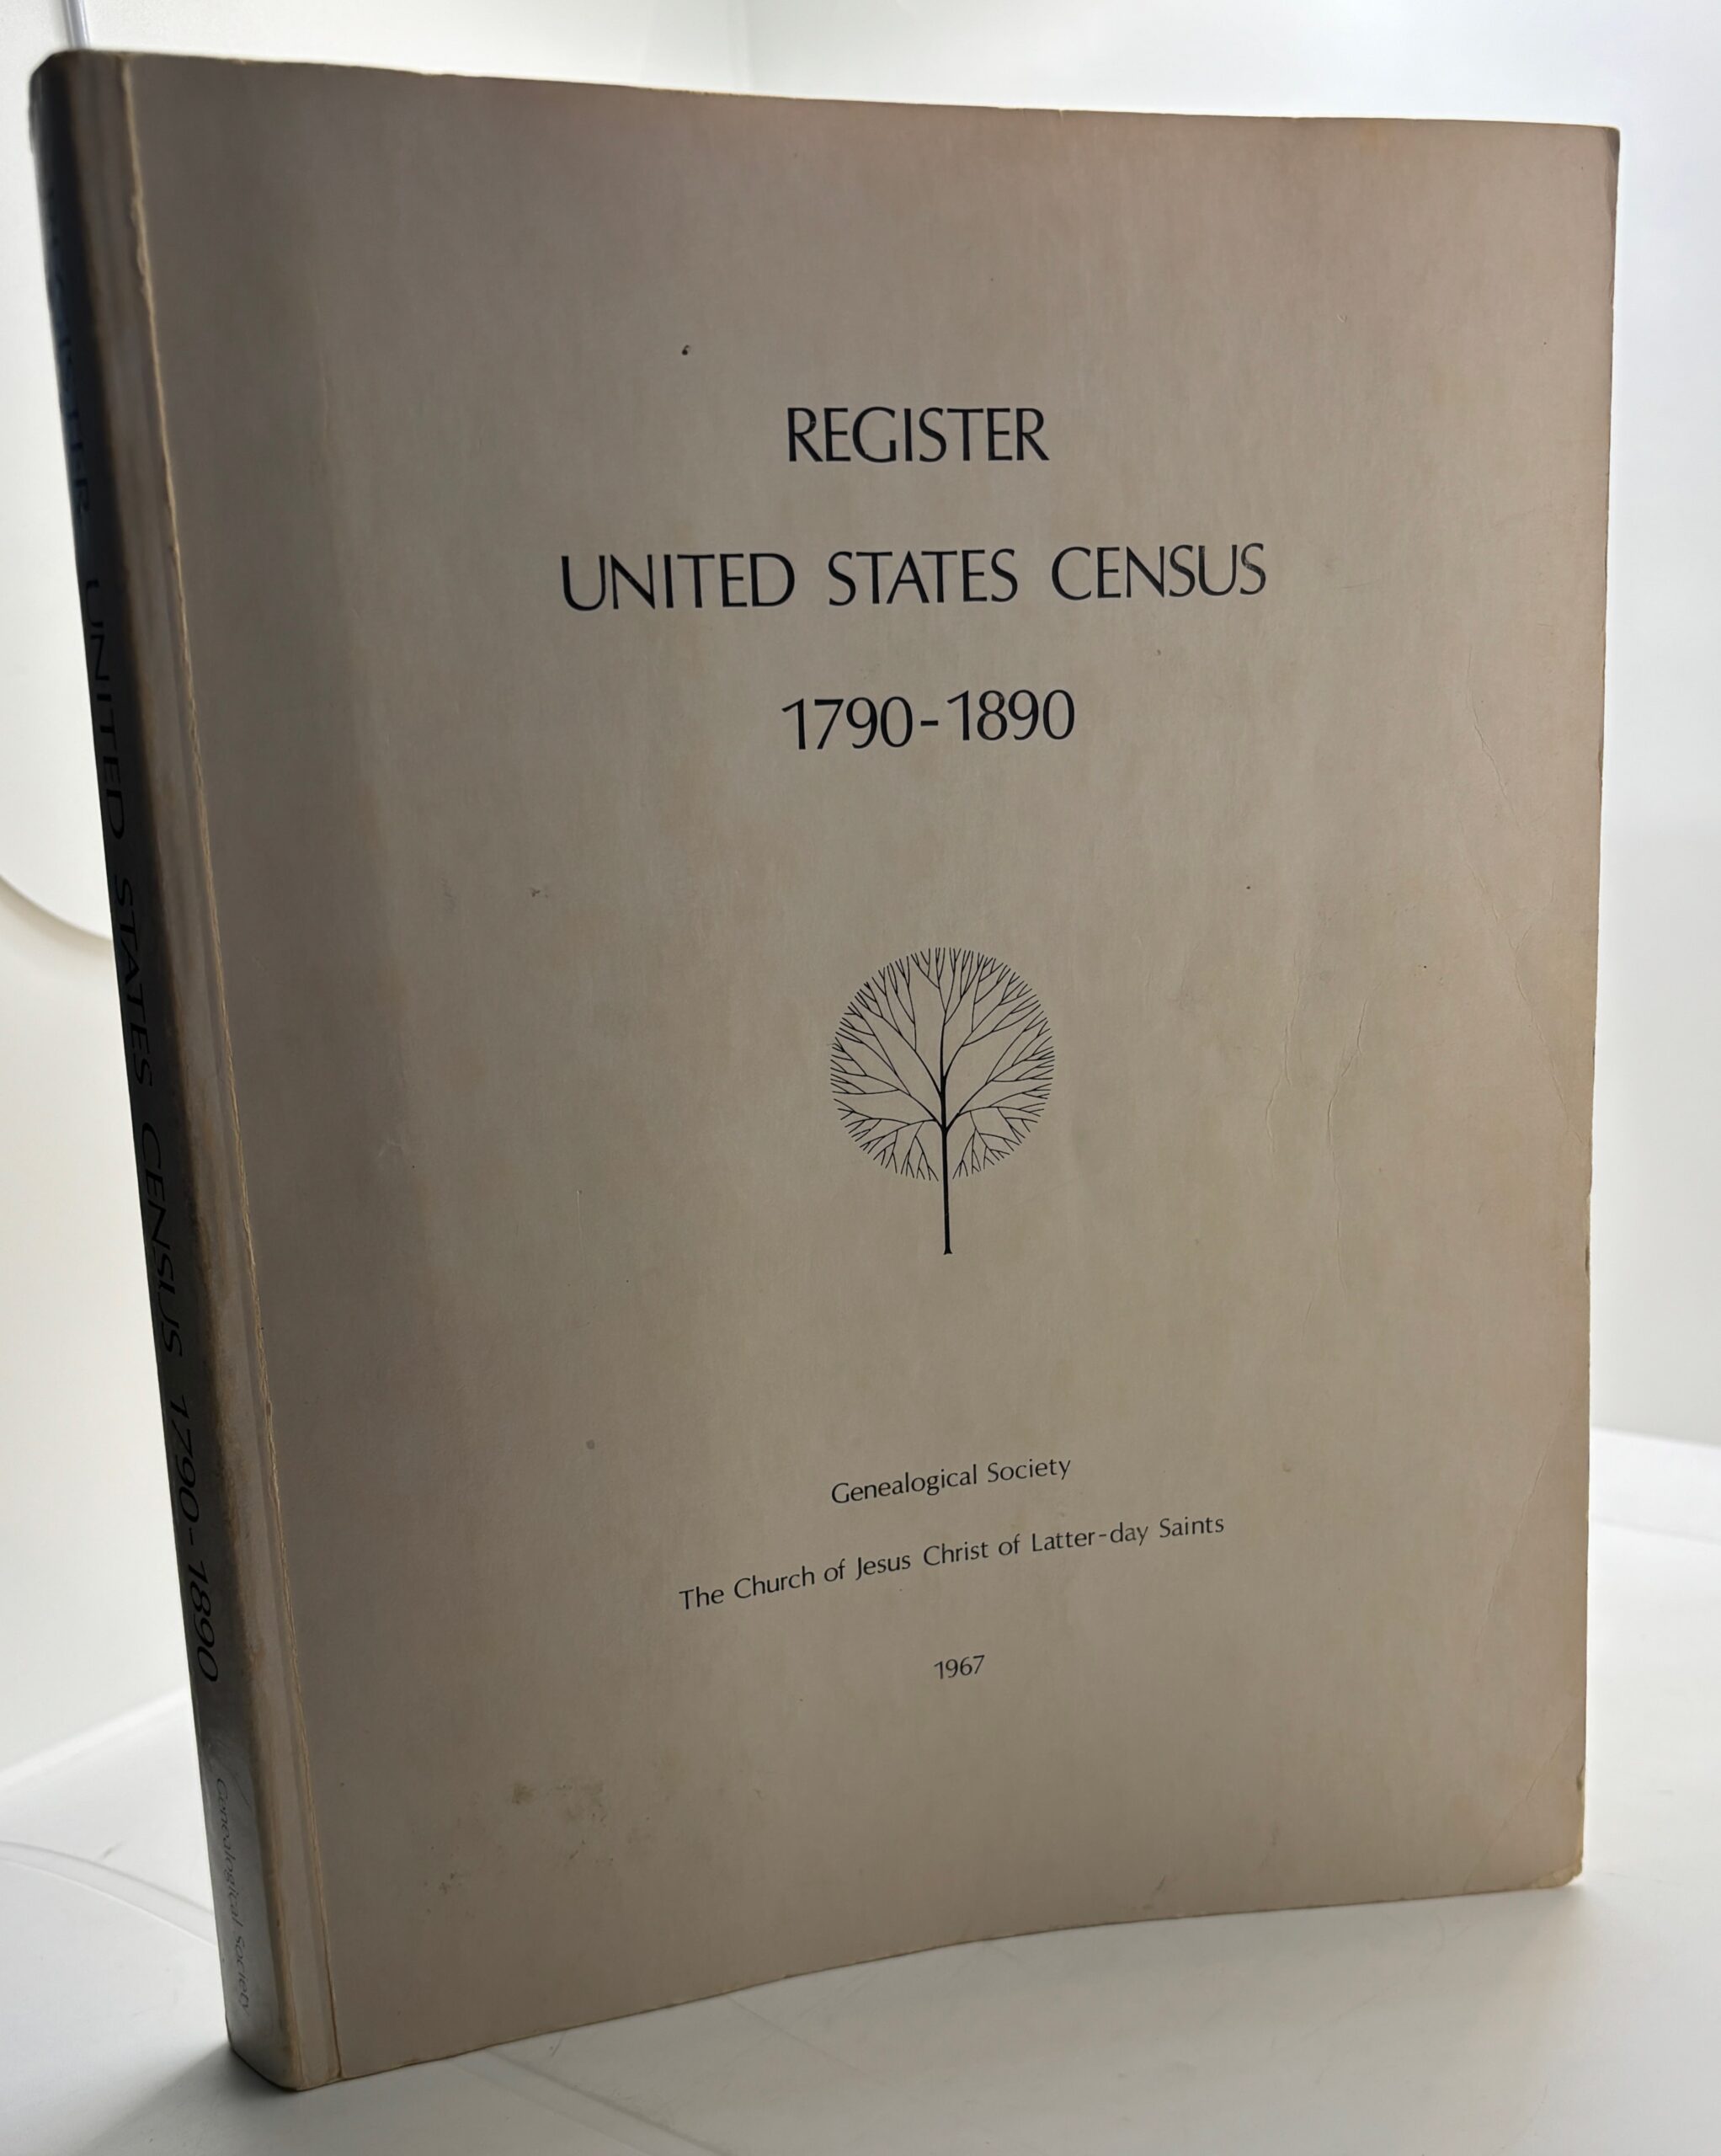 REGISTER
UNITED STATES CENSUS
1790-1890
Genealogical Society
The Church of Jesus Christ of Latter-day Saints
1967
REGISTER UNITED STATES CENSUS 1790-1890 Genealogical Society